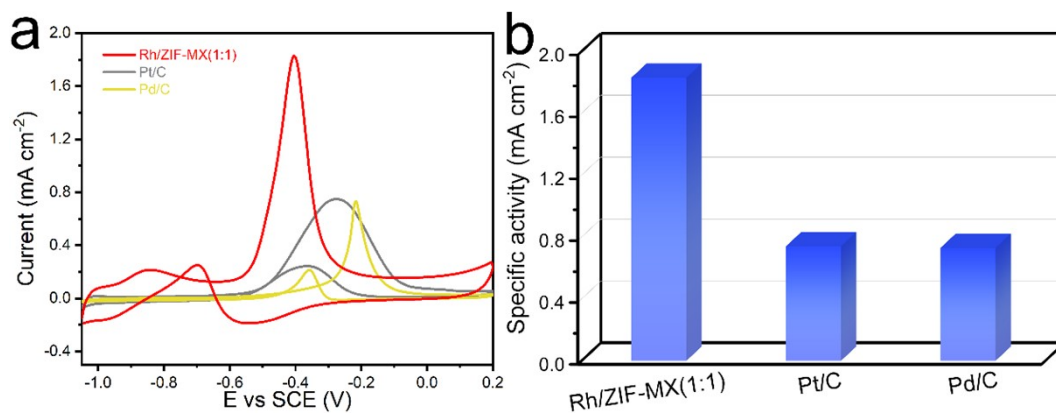 a
Current (mA cm⁻²)
2.0
1.6
1.2
0.8
0.4
0.0
-0.4
Rh/ZIF-MX(1:1)
Pt/C
Pd/C
-1.0 -0.8 -0.6 -0.4 -0.2 0.0 0.2
E vs SCE (V)
b
Specific activity (mA cm⁻²)
2.0
1.6
1.2
0.8
0.4
0.0
Rh/ZIF-MX(1:1) Pt/C Pd/C